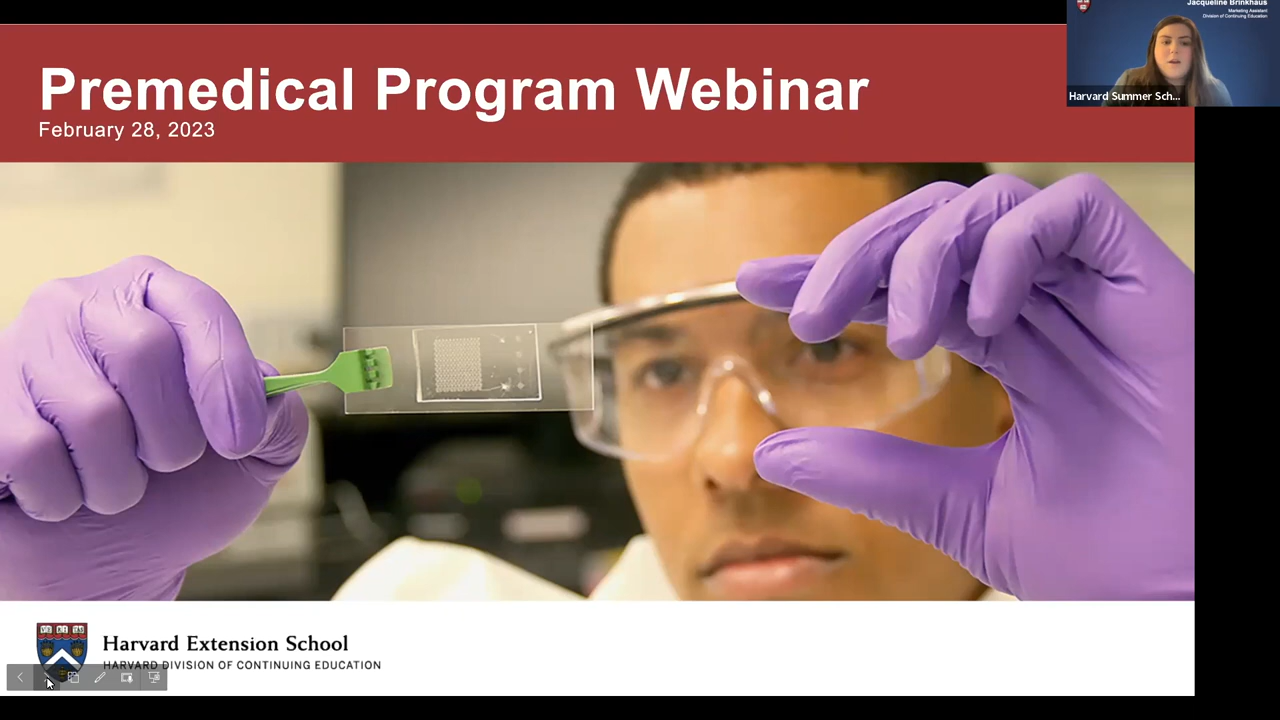 Premedical Program Webinar
February 28, 2023
Jacqueline Brinkhaus
Marketing Assistant
Division of Continuing Education
Harvard Summer Sch...
Harvard Extension School
HARVARD DIVISION OF CONTINUING EDUCATION